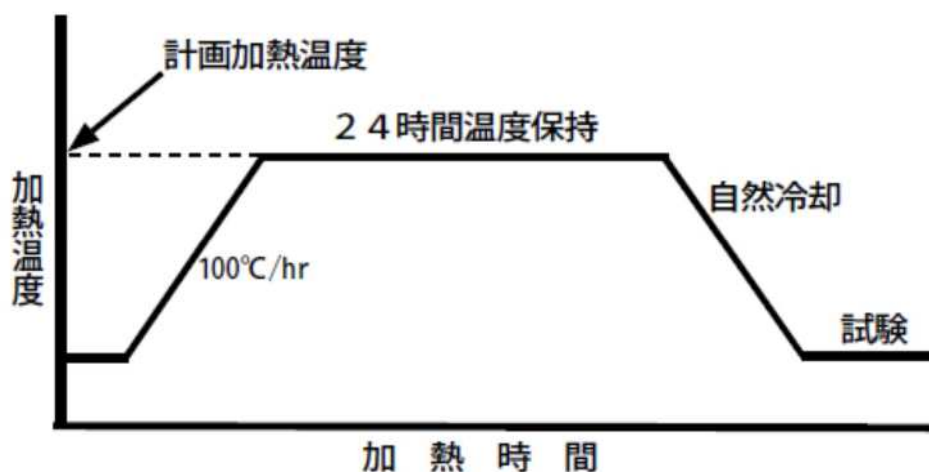 計画加熱温度
24時間温度保持
加熱温度
自然冷却
100℃/hr
試験
加熱時間